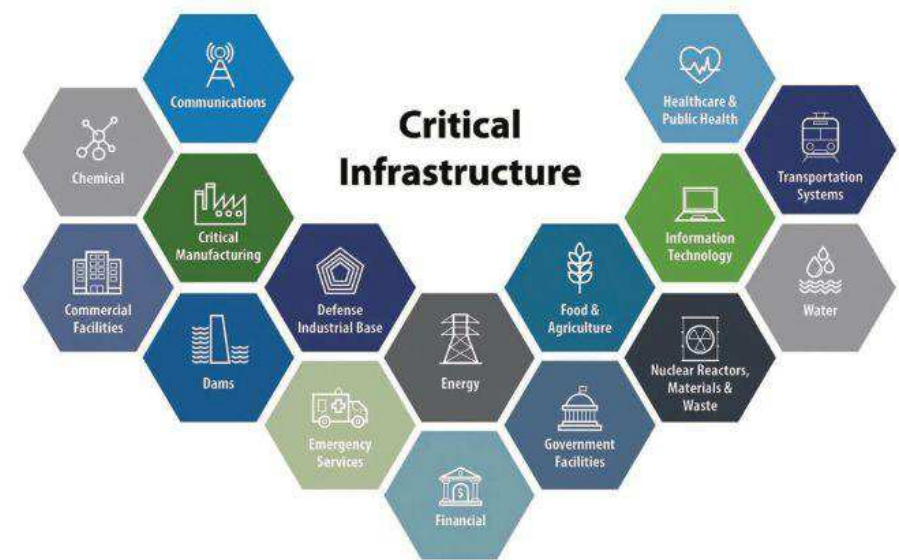 Critical
Infrastructure
Communications
Chemical
Critical
Manufacturing
Commercial
Facilities
Defense
Industrial Base
Dams
Emergency
Services
Energy
Financial
Food &
Agriculture
Government
Facilities
Healthcare &
Public Health
Information
Technology
Nuclear Reactors,
Materials &
Waste
Transportation
Systems
Water
$